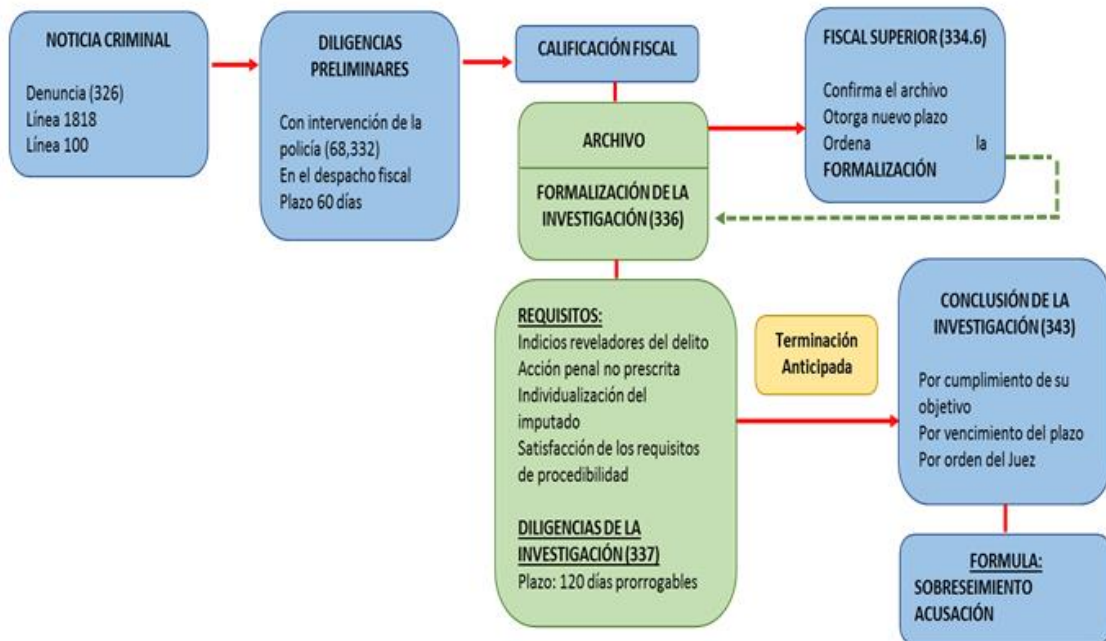 NOTICIA CRIMINAL
Denuncia (326)
Línea 1818
Línea 100
DILIGENCIAS
PRELIMINARES
Con intervención de la
policía (68,332)
En el despacho fiscal
Plazo 60 días
CALIFICACIÓN FISCAL
ARCHIVO
FORMALIZACIÓN DE LA
INVESTIGACIÓN (336)
FISCAL SUPERIOR (334.6)
Confirma el archivo
Otorga nuevo plazo
Ordena la
FORMALIZACIÓN
REQUISITOS:
Indicios reveladores del delito
Acción penal no prescrita
Individualización del
imputado
Satisfacción de los requisitos
de procedibilidad
DILIGENCIAS DE LA
INVESTIGACIÓN (337)
Plazo: 120 días prorrogables
Terminación
Anticipada
CONCLUSIÓN DE LA
INVESTIGACIÓN (343)
Por cumplimiento de su
objetivo
Por vencimiento del plazo
Por orden del Juez
FORMULA:
SOBRESEIMIENTO
ACUSACIÓN